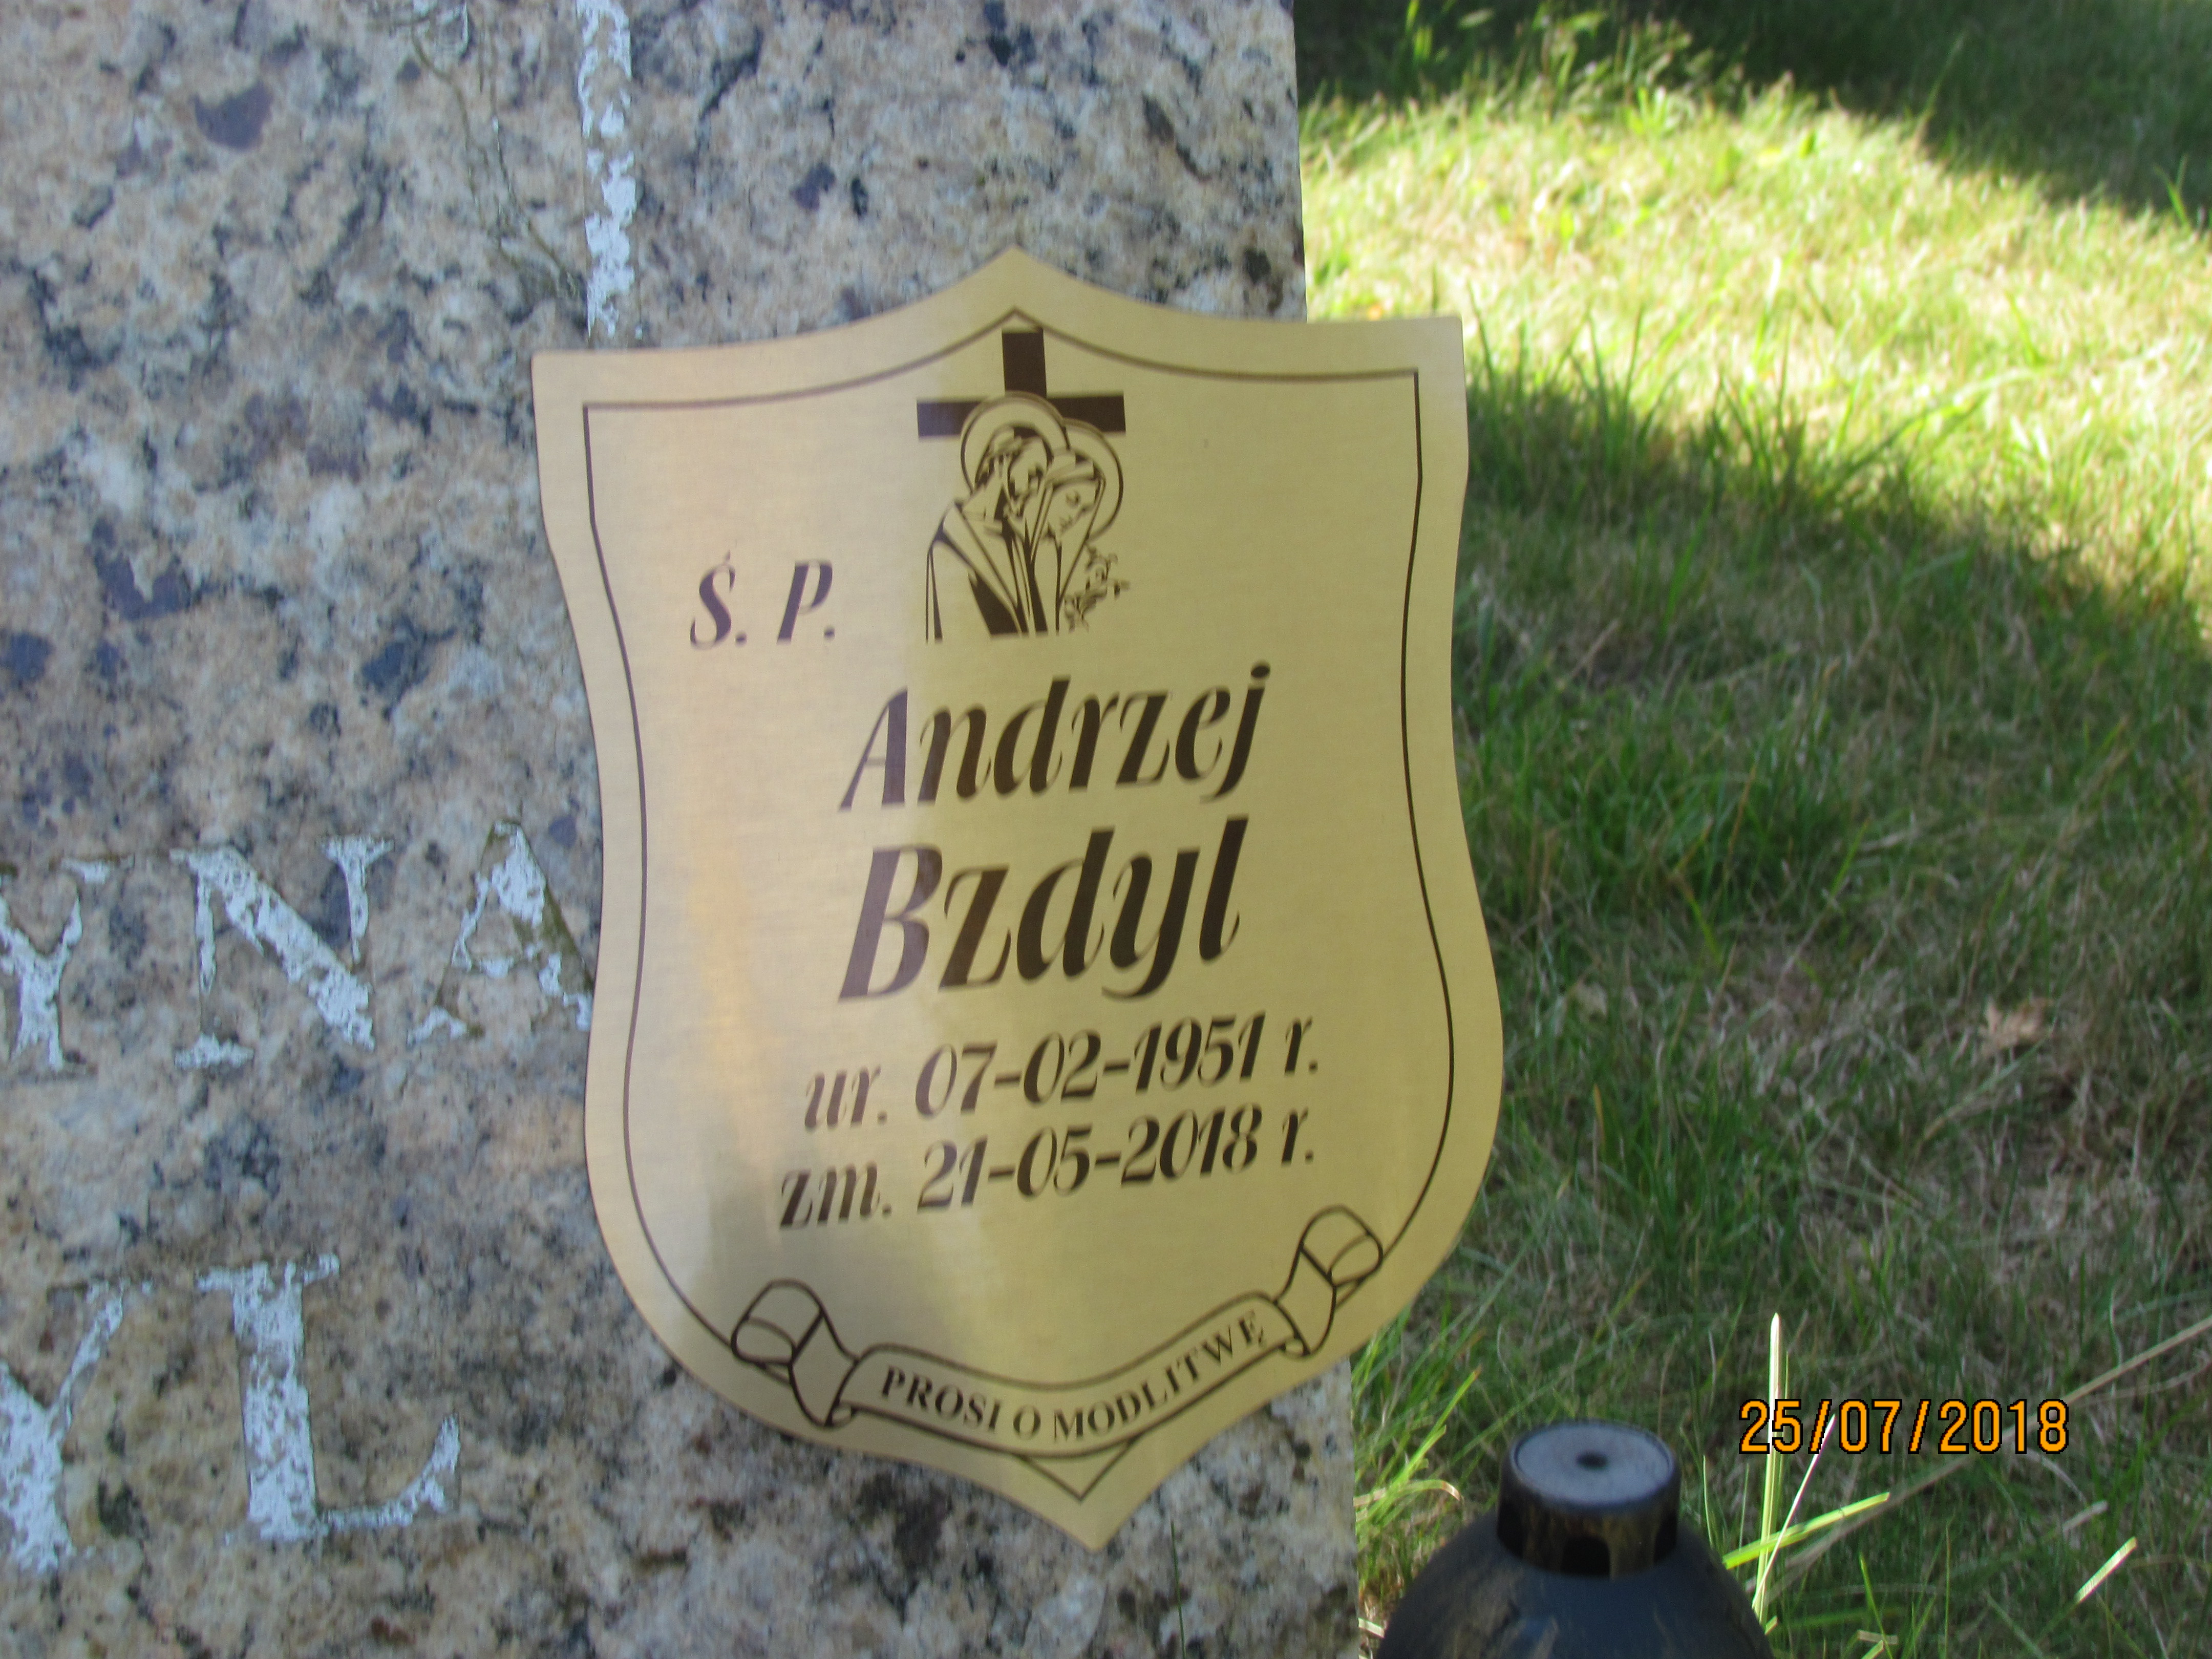 Ś. P.
Andrzej
Bzdyl
ur. 07-02-1951 r.
zm. 21-05-2018 r.
PROSI O MODLITWĘ
YNA
YL
25/07/2018